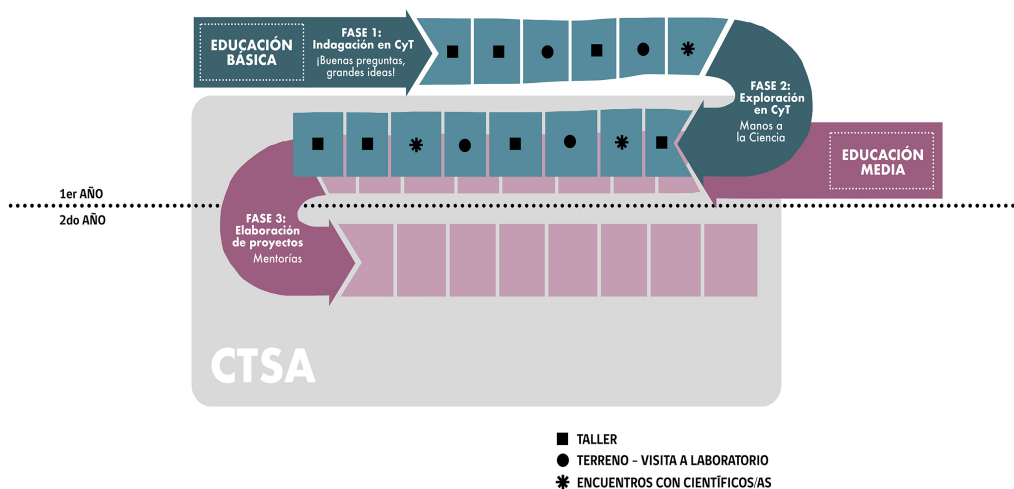 EDUCACIÓN
BÁSICA
FASE 1:
Indagación en CyT
¡Buenas preguntas,
grandes ideas!
FASE 2:
Exploración
en CyT
Manos a
la Ciencia
EDUCACIÓN
MEDIA
1er AÑO
2do AÑO
FASE 3:
Elaboración
de proyectos
Mentorías
CTSA
TALLER
TERRENO – VISITA A LABORATORIO
ENCUENTROS CON CIENTÍFICOS/AS